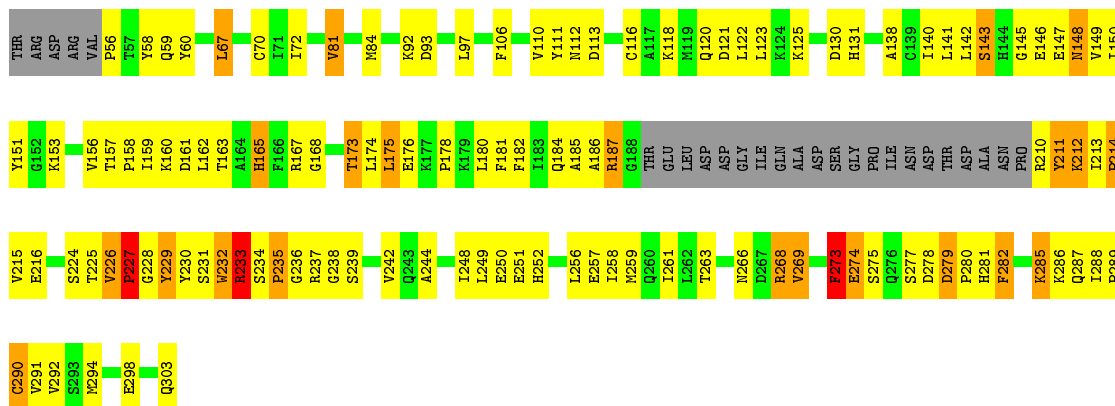 THR ARG ASP ARG VAL P56 T57 Y58 Q59 Y60 L67 C70 I71 I72 V81 M84 K92 D93 L97 F106 V110 Y111 N112 D113 C116 A117 K118 M119 Q120 D121 L122 L123 K124 K125 D130 H131 A138 C139 I140 L141 L142 S143 H144 G145 E146 E147 N148 V149 I150
Y151 G152 K153 V156 T157 P158 I159 K160 D161 L162 T163 A164 H165 F166 R167 G168 T173 L174 L175 E176 K177 P178 K179 L180 F181 F182 I183 Q184 A185 A186 R187 G188 THR GLU LEU ASP ASP GLY ILE GLN ALA ASP SER GLY PRO ILE ASN ASP THR ASP ALA ASN PRO R210 Y211 K212 I213
V215 E216 S224 T225 V226 P227 G228 Y229 Y230 S231 W232 R233 S234 P235 G236 R237 G238 S239 V242 Q243 A244 I248 L249 E250 E251 H252 L256 E257 I258 M259 Q260 I261 L262 T263 N266 D267 R268 V269 F273 E274 S275 Q276 S277 D278 D279 P280 H281 F282 K285 K286 Q287 I288
C290 V291 V292 S293 M294 E298 Q303